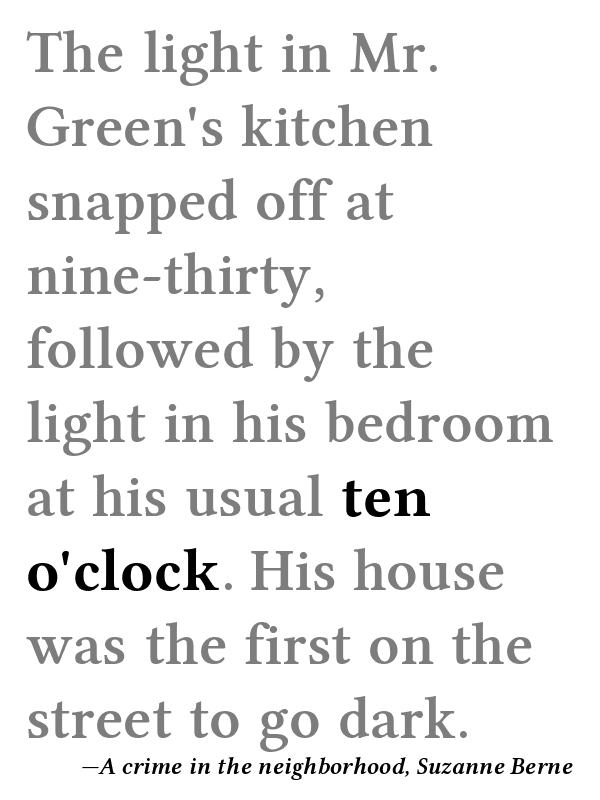 The light in Mr.
Green's kitchen
snapped off at
nine-thirty,
followed by the
light in his bedroom
at his usual ten
o'clock. His house
was the first on the
street to go dark.
—A crime in the neighborhood, Suzanne Berne